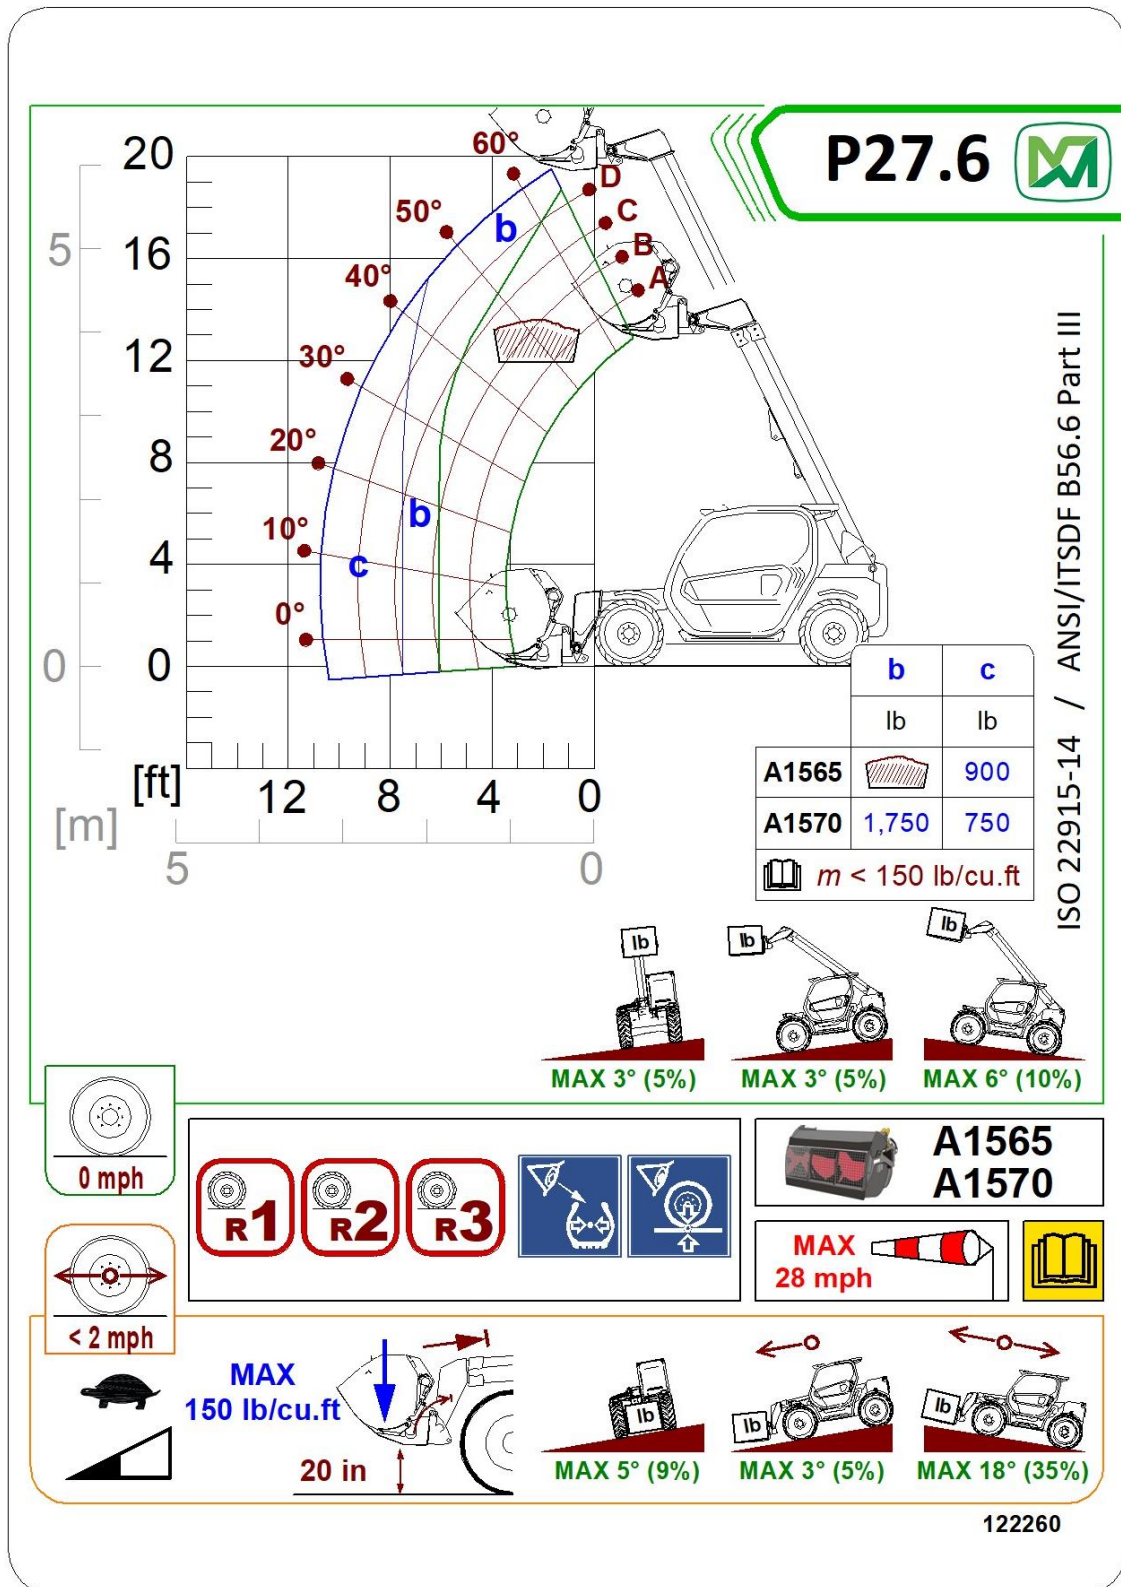 P27.6
20
16
12
8
4
0
5
0
60°
50°
40°
30°
20°
10°
0°
D
C
B
A
b
b
c
[ft]
12
8
4
0
[m]
5
0
b c
lb lb
A1565 900
A1570 1,750 750
m < 150 lb/cu.ft
ISO 22915-14 / ANSI/ITSDF B56.6 Part III
lb
lb
lb
MAX 3° (5%)
MAX 3° (5%)
MAX 6° (10%)
0 mph
R1
R2
R3
A1565
A1570
MAX
28 mph
< 2 mph
MAX
150 lb/cu.ft
20 in
lb
lb
lb
MAX 5° (9%)
MAX 3° (5%)
MAX 18° (35%)
122260